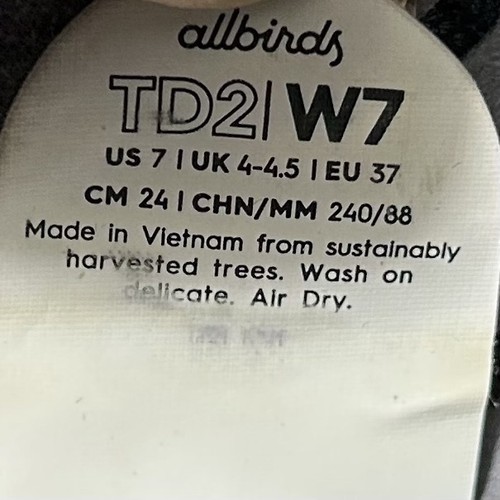 allbirds
TD2| W7
US 7 | UK 4-4.5 | EU 37
CM 24 | CHN/MM 240/88
Made in Vietnam from sustainably
harvested trees. Wash on
delicate. Air Dry.